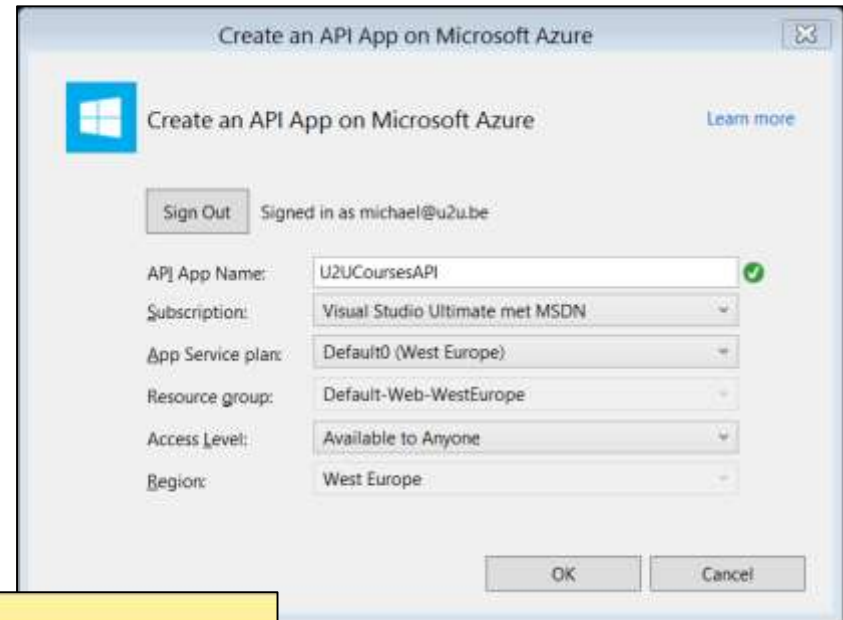 Create an API App on Microsoft Azure
Create an API App on Microsoft Azure
Learn more
Sign Out Signed in as michael@u2u.be
API App Name: U2UCoursesAPI
Subscription: Visual Studio Ultimate met MSDN
App Service plan: Default0 (West Europe)
Resource group: Default-Web-WestEurope
Access Level: Available to Anyone
Region: West Europe
OK Cancel